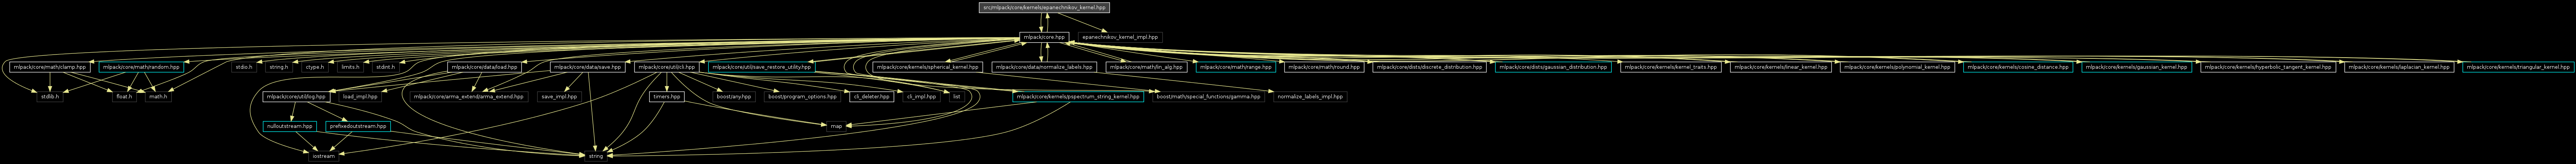 src/mlpack/core/kernels/epanechnikov_kernel.hpp
mlpack/core.hpp
epanechnikov_kernel_impl.hpp
mlpack/core/math/clamp.hpp
mlpack/core/math/random.hpp
stdio.h
string.h
ctype.h
limits.h
stdint.h
mlpack/core/data/load.hpp
mlpack/core/data/save.hpp
mlpack/core/util/cli.hpp
mlpack/core/util/save_restore_utility.hpp
mlpack/core/kernels/spherical_kernel.hpp
mlpack/core/data/normalize_labels.hpp
mlpack/core/math/lin_alg.hpp
mlpack/core/math/range.hpp
mlpack/core/math/round.hpp
mlpack/core/dists/discrete_distribution.hpp
mlpack/core/dists/gaussian_distribution.hpp
mlpack/core/kernels/kernel_traits.hpp
mlpack/core/kernels/linear_kernel.hpp
mlpack/core/kernels/polynomial_kernel.hpp
mlpack/core/kernels/cosine_distance.hpp
mlpack/core/kernels/gaussian_kernel.hpp
mlpack/core/kernels/hyperbolic_tangent_kernel.hpp
mlpack/core/kernels/laplacian_kernel.hpp
mlpack/core/kernels/triangular_kernel.hpp
stdlib.h
float.h
math.h
mlpack/core/util/log.hpp
load_impl.hpp
mlpack/core/arma_extend/arma_extend.hpp
save_impl.hpp
timers.hpp
boost/any.hpp
boost/program_options.hpp
cli_deleter.hpp
cli_impl.hpp
list
mlpack/core/kernels/pspectrum_string_kernel.hpp
boost/math/special_functions/gamma.hpp
normalize_labels_impl.hpp
nulloutstream.hpp
prefixedoutstream.hpp
map
iostream
string